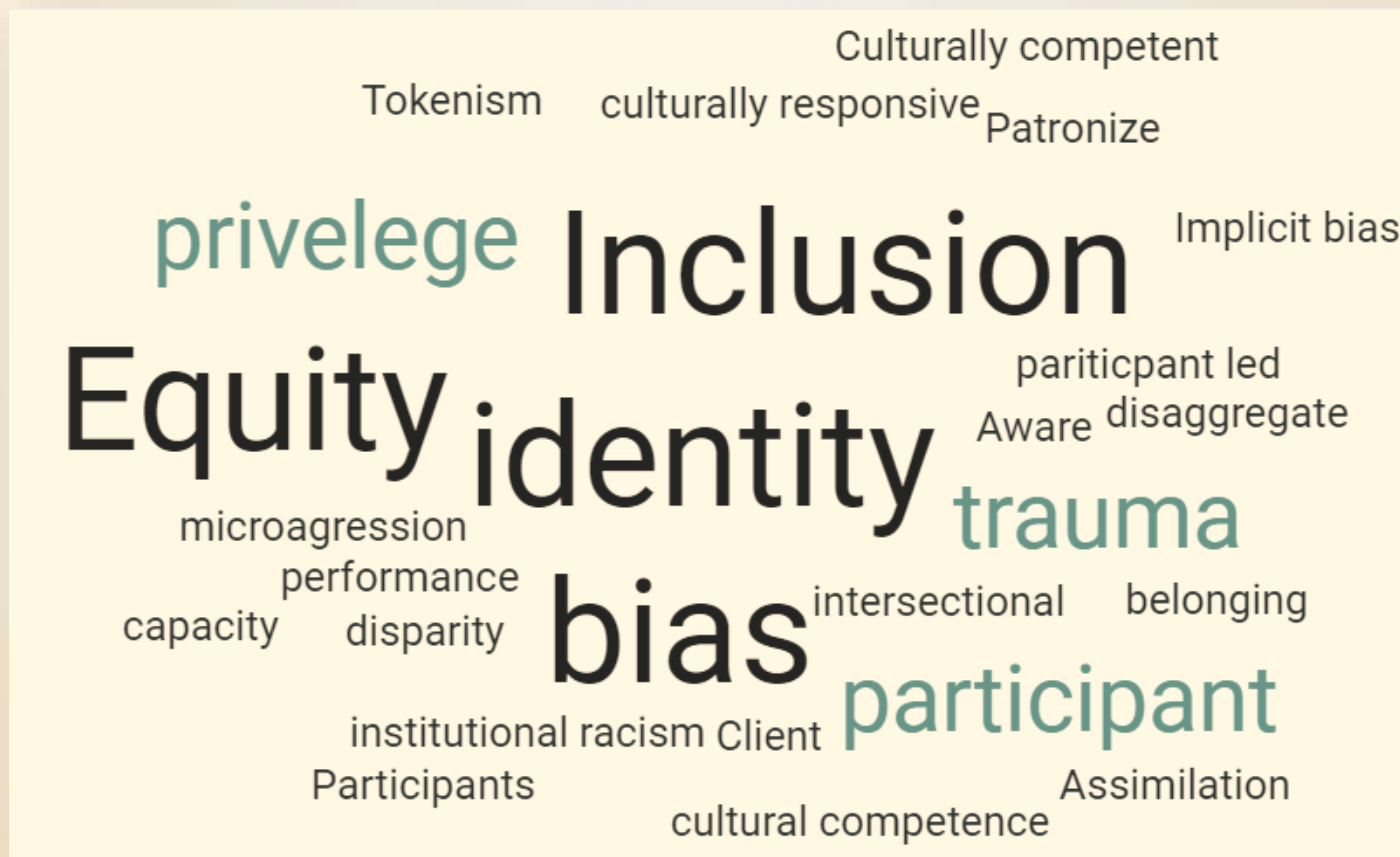 Culturally competent
Tokenism
culturally responsive
Patronize
privelege
Inclusion
Implicit bias
Equity
identity
pariticpant led
Aware
disaggregate
trauma
microagression
performance
capacity
disparity
bias
intersectional
belonging
participant
institutional racism
Client
Participants
Assimilation
cultural competence